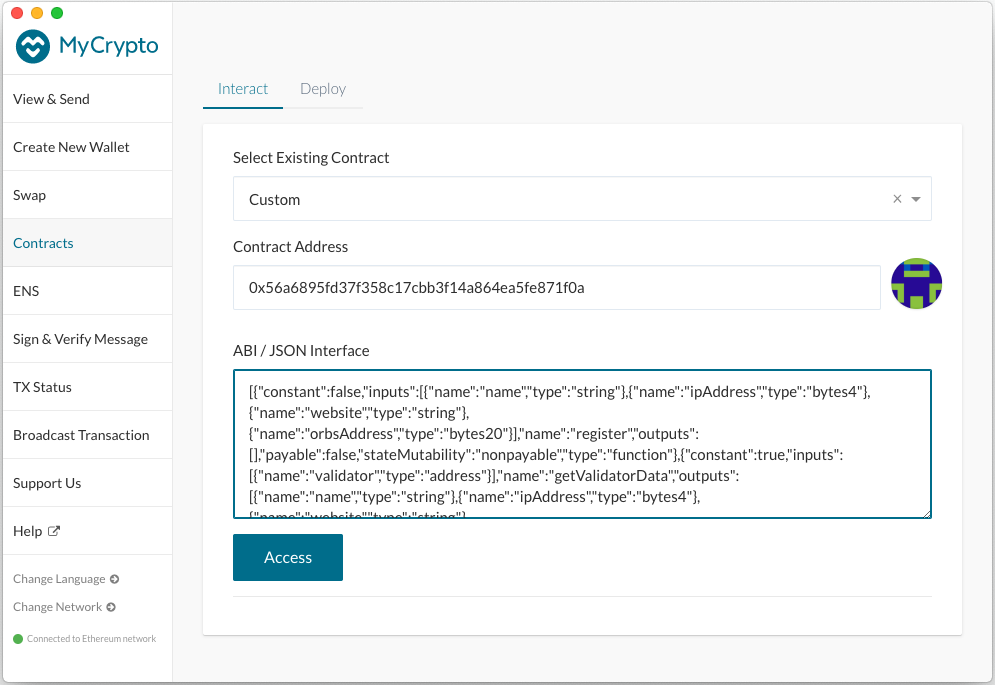 MyCrypto
View & Send
Create New Wallet
Swap
Contracts
ENS
Sign & Verify Message
TX Status
Broadcast Transaction
Support Us
Help
Change Language
Change Network
Connected to Ethereum network
Interact
Deploy
Select Existing Contract
Custom
Contract Address
0x56a6895fd37f358c17cbb3f14a864ea5fe871f0a
ABI / JSON Interface
[{"constant":false,"inputs":[{"name":"name","type":"string"},{"name":"ipAddress","type":"bytes4"},
{"name":"website","type":"string"},
{"name":"orbsAddress","type":"bytes20"}],"name":"register","outputs":
[],"payable":false,"stateMutability":"nonpayable","type":"function"},{"constant":true,"inputs":
[{"name":"validator","type":"address"}],"name":"getValidatorData","outputs":
[{"name":"name","type":"string"},{"name":"ipAddress","type":"bytes4"},
{"name":"website","type":"string"},
Access